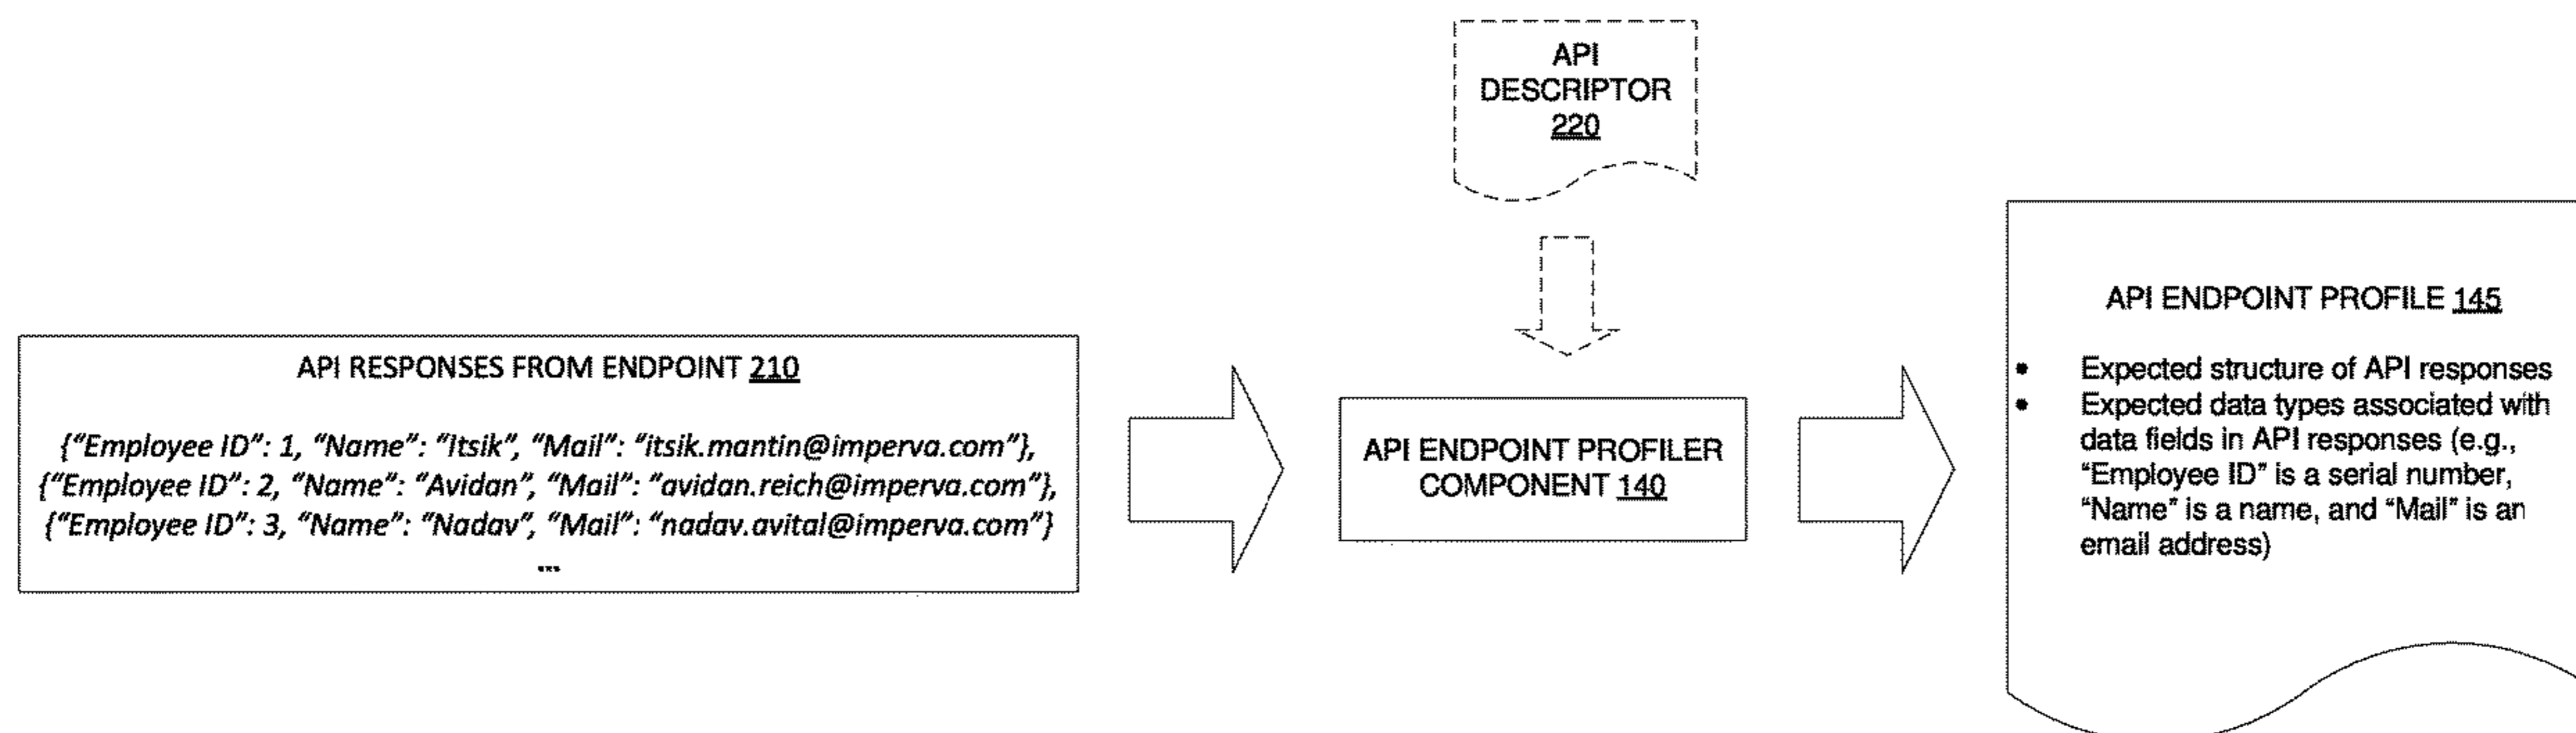 API
DESCRIPTOR
220
API RESPONSES FROM ENDPOINT 210
{“Employee ID”: 1, “Name”: “Itsik”, “Mail”: “itsik.mantin@imperva.com”},
{“Employee ID”: 2, “Name”: “Avidan”, “Mail”: “avidan.reich@imperva.com”},
{“Employee ID”: 3, “Name”: “Nadav”, “Mail”: “nadav.avital@imperva.com”}
...
API ENDPOINT PROFILER
COMPONENT 140
API ENDPOINT PROFILE 145
• Expected structure of API responses
• Expected data types associated with
data fields in API responses (e.g.,
“Employee ID” is a serial number,
“Name” is a name, and “Mail” is an
email address)